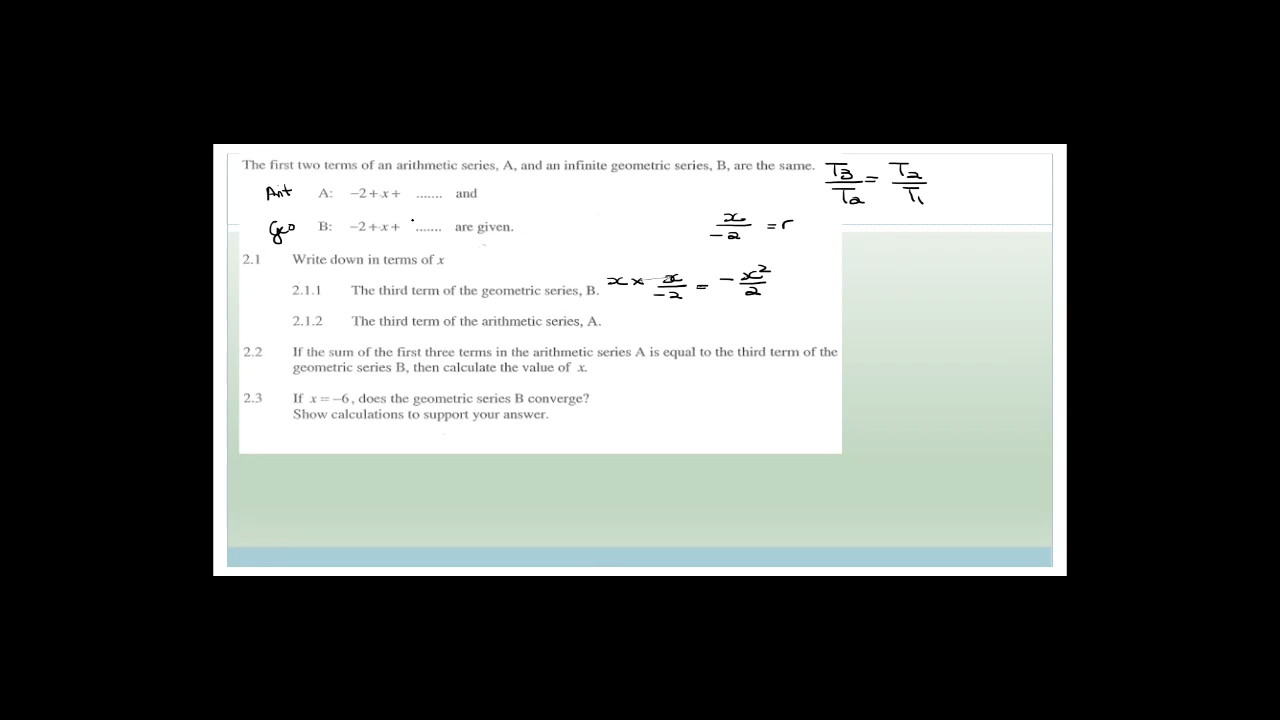 The first two terms of an arithmetic series, A, and an infinite geometric series, B, are the same.
T3/T2 = T2/T1
Arit A: −2 + x + ....... and
Geo B: −2 + x + ....... are given.
x/−2 = r
2.1 Write down in terms of x
2.1.1 The third term of the geometric series, B. x × x/−2 = −x²/2
2.1.2 The third term of the arithmetic series, A.
2.2 If the sum of the first three terms in the arithmetic series A is equal to the third term of the
geometric series B, then calculate the value of x.
2.3 If x = −6, does the geometric series B converge?
Show calculations to support your answer.